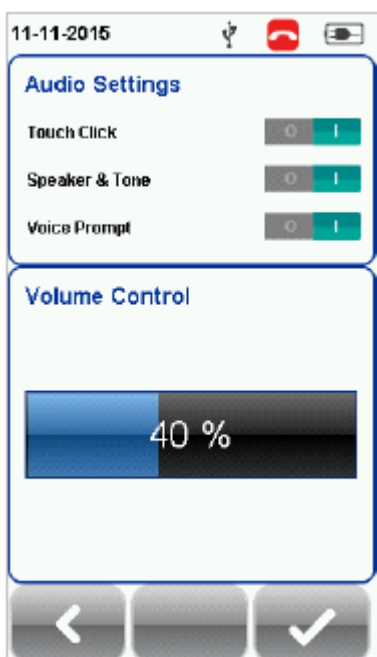 11-11-2015
Audio Settings
Touch Click
O I
Speaker & Tone
O I
Voice Prompt
O I
Volume Control
40 %